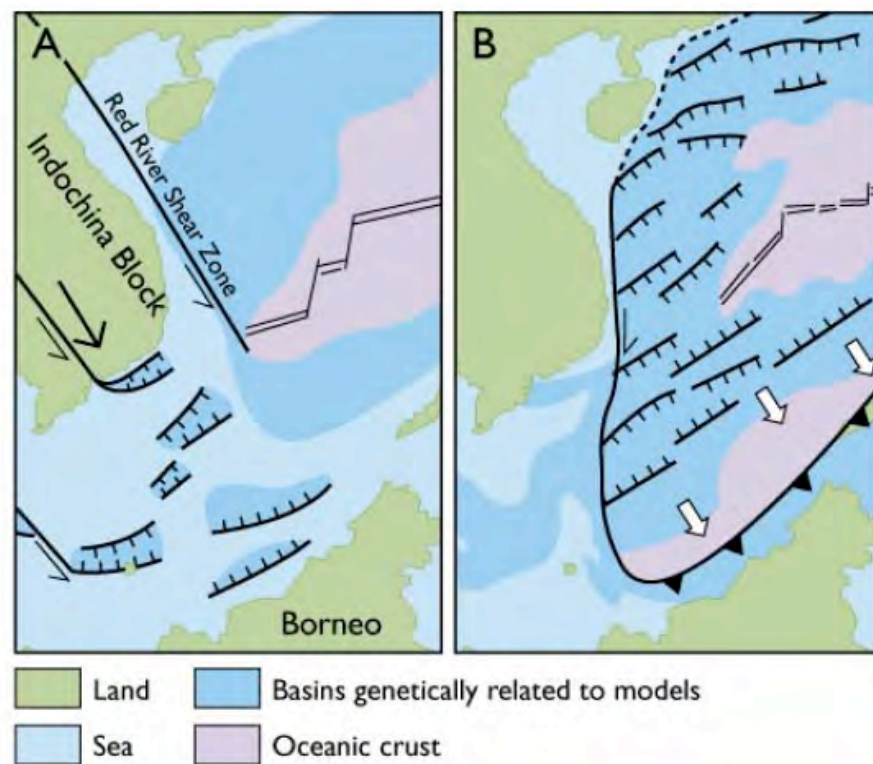 A
B
Red River Shear Zone
Indochina Block
Borneo
Land
Basins genetically related to models
Sea
Oceanic crust